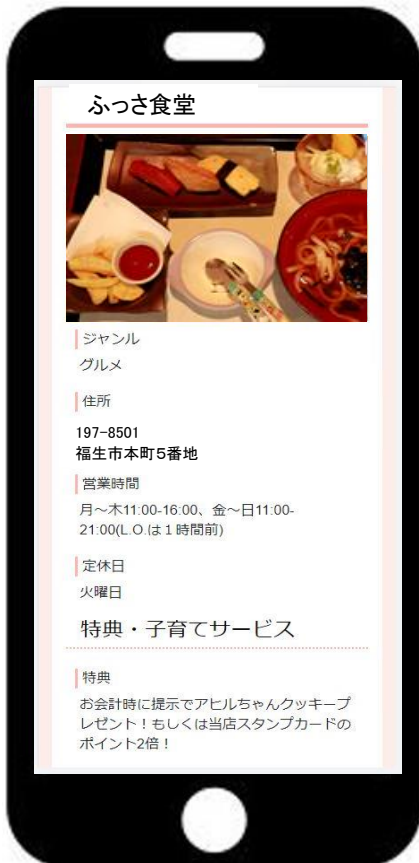 ふっさ食堂
ジャンル
グルメ
住所
197-8501
福生市本町5番地
営業時間
月～木11:00-16:00、金～日11:00-
21:00(L.O.は１時間前)
定休日
火曜日
特典・子育てサービス
特典
お会計時に提示でアヒルちゃんクッキープ
レゼント！もしくは当店スタンプカードの
ポイント2倍！